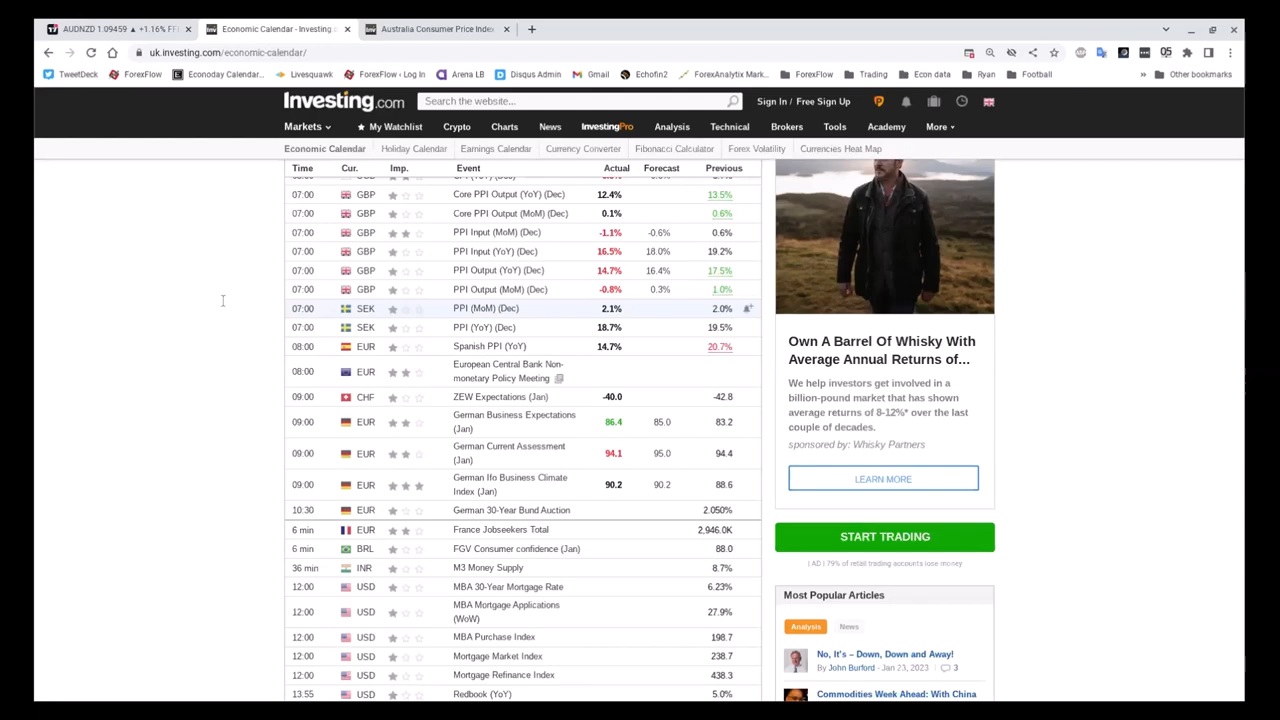 AUDNZD 1.09459 ▲ +1.16%
Economic Calendar - Investing
Australia Consumer Price Index
uk.investing.com/economic-calendar/
05
TweetDeck ForexFlow Econoday Calendar... Livesquawk ForexFlow ‹ Log In Arena LB Disqus Admin Gmail Echofin2 ForexAnalytix Mark... ForexFlow Trading Econ data Ryan Football » Other bookmarks
Investing.com Search the website... Sign In / Free Sign Up
Markets My Watchlist Crypto Charts News InvestingPro Analysis Technical Brokers Tools Academy More
Economic Calendar Holiday Calendar Earnings Calendar Currency Converter Fibonacci Calculator Forex Volatility Currencies Heat Map
Time Cur. Imp. Event Actual Forecast Previous
07:00 GBP Core PPI Output (YoY) (Dec) 12.4% 13.5%
07:00 GBP Core PPI Output (MoM) (Dec) 0.1% 0.6%
07:00 GBP PPI Input (MoM) (Dec) -1.1% -0.6% 0.6%
07:00 GBP PPI Input (YoY) (Dec) 16.5% 18.0% 19.2%
07:00 GBP PPI Output (YoY) (Dec) 14.7% 16.4% 17.5%
07:00 GBP PPI Output (MoM) (Dec) -0.8% 0.3% 1.0%
07:00 SEK PPI (MoM) (Dec) 2.1% 2.0%
07:00 SEK PPI (YoY) (Dec) 18.7% 19.5%
08:00 EUR Spanish PPI (YoY) 14.7% 20.7%
08:00 EUR European Central Bank Non-
monetary Policy Meeting
09:00 CHF ZEW Expectations (Jan) -40.0 -42.8
09:00 EUR German Business Expectations
(Jan) 86.4 85.0 83.2
09:00 EUR German Current Assessment
(Jan) 94.1 95.0 94.4
09:00 EUR German Ifo Business Climate
Index (Jan) 90.2 90.2 88.6
10:30 EUR German 30-Year Bund Auction 2.050%
6 min EUR France Jobseekers Total 2,946.0K
6 min BRL FGV Consumer confidence (Jan) 88.0
36 min INR M3 Money Supply 8.7%
12:00 USD MBA 30-Year Mortgage Rate 6.23%
12:00 USD MBA Mortgage Applications
(WoW) 27.9%
12:00 USD MBA Purchase Index 198.7
12:00 USD Mortgage Market Index 238.7
12:00 USD Mortgage Refinance Index 438.3
13:55 USD Redbook (YoY) 5.0%
Own A Barrel Of Whisky With
Average Annual Returns of...
We help investors get involved in a
billion-pound market that has shown
average returns of 8-12%* over the last
couple of decades.
sponsored by: Whisky Partners
LEARN MORE
START TRADING
| AD | 79% of retail trading accounts lose money
Most Popular Articles
Analysis News
No, It's – Down, Down and Away!
By John Burford - Jan 23, 2023 | 3
Commodities Week Ahead: With China